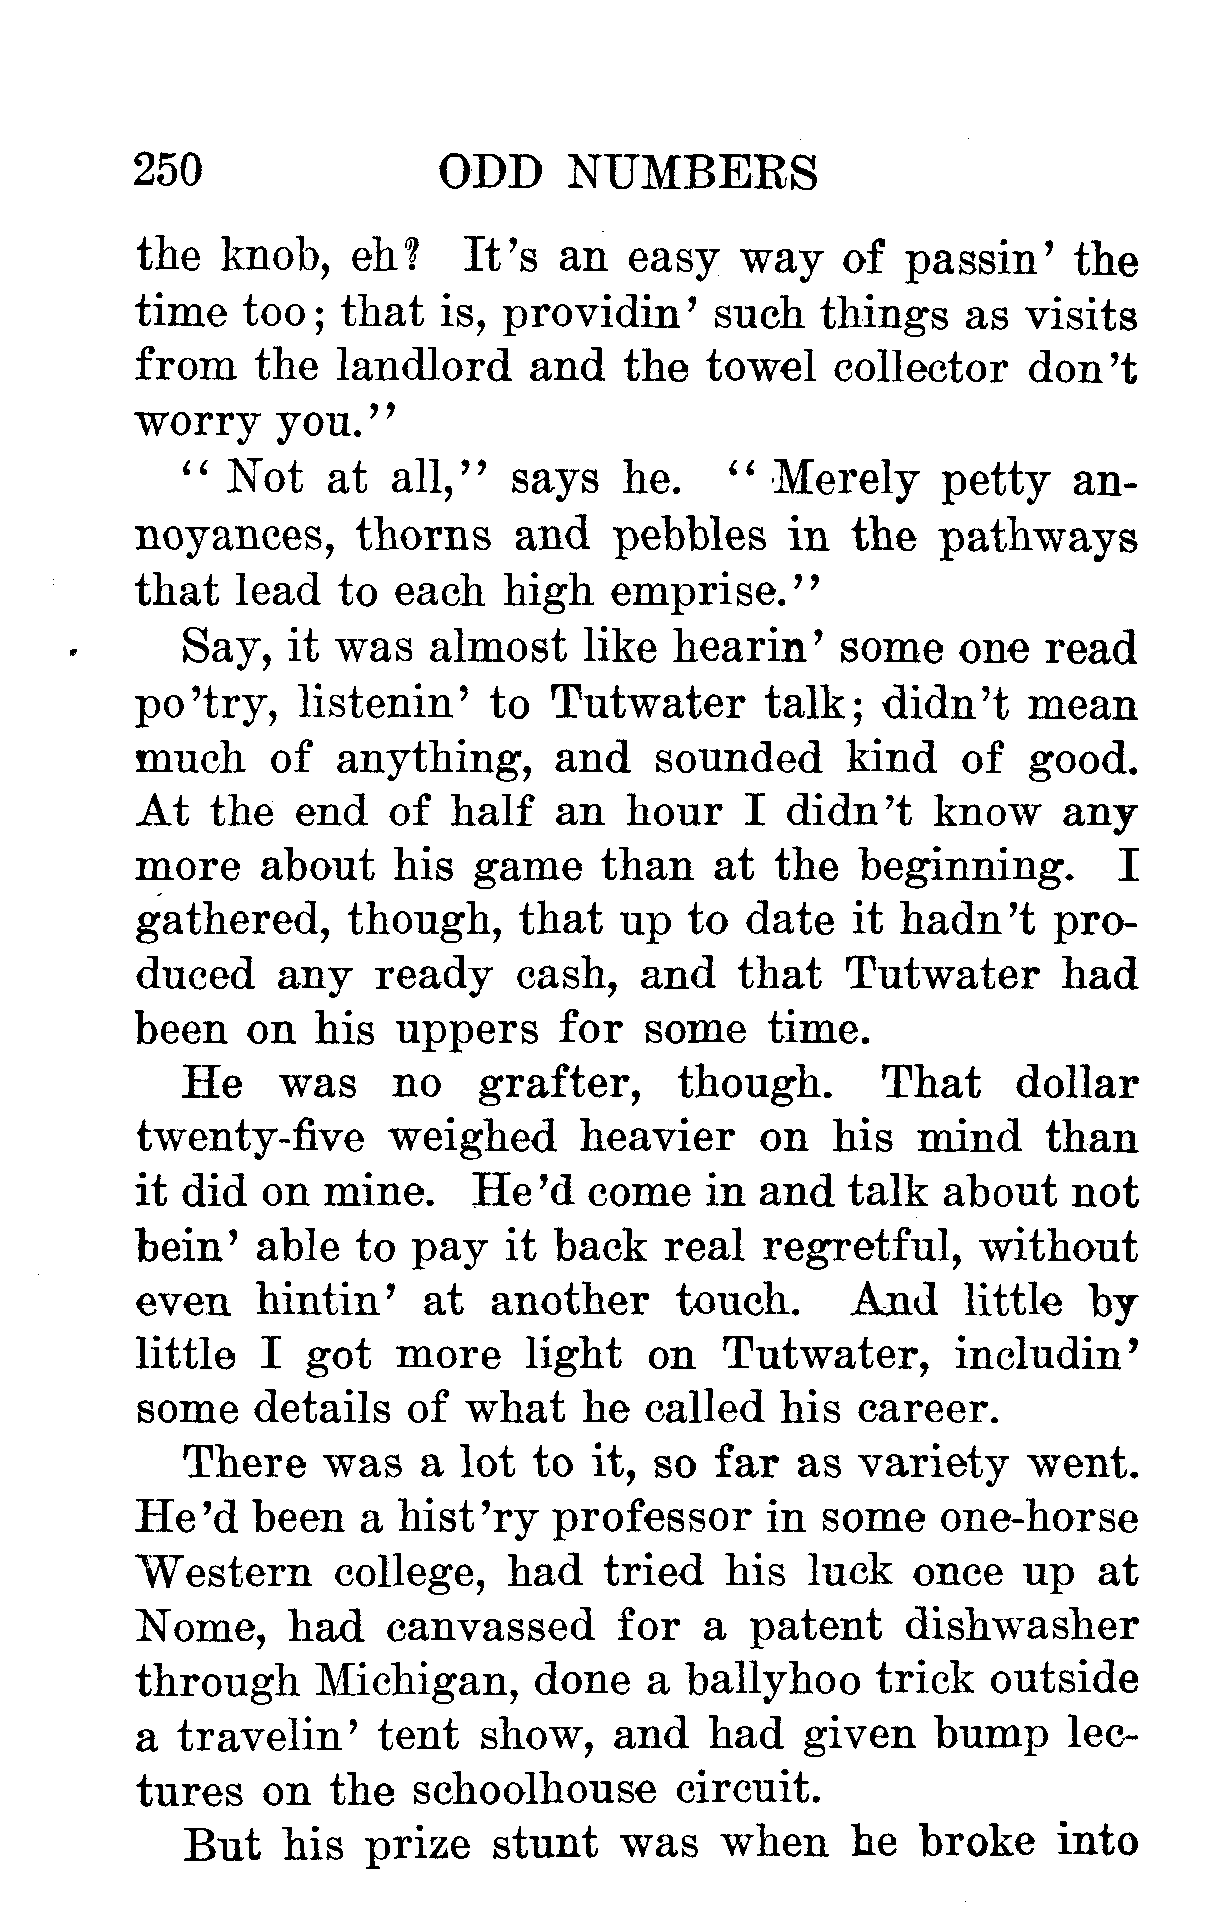 250 ODD NUMBERS
the knob, eh? It's an easy way of passin' the
time too; that is, providin' such things as visits
from the landlord and the towel collector don't
worry you."
"Not at all," says he. "Merely petty an-
noyances, thorns and pebbles in the pathways
that lead to each high emprise."
Say, it was almost like hearin' some one read
po'try, listenin' to Tutwater talk; didn't mean
much of anything, and sounded kind of good.
At the end of half an hour I didn't know any
more about his game than at the beginning. I
gathered, though, that up to date it hadn't pro-
duced any ready cash, and that Tutwater had
been on his uppers for some time.
He was no grafter, though. That dollar
twenty-five weighed heavier on his mind than
it did on mine. He'd come in and talk about not
bein' able to pay it back real regretful, without
even hintin' at another touch. And little by
little I got more light on Tutwater, includin'
some details of what he called his career.
There was a lot to it, so far as variety went.
He'd been a hist'ry professor in some one-horse
Western college, had tried his luck once up at
Nome, had canvassed for a patent dishwasher
through Michigan, done a ballyhoo trick outside
a travelin' tent show, and had given bump lec-
tures on the schoolhouse circuit.
But his prize stunt was when he broke into